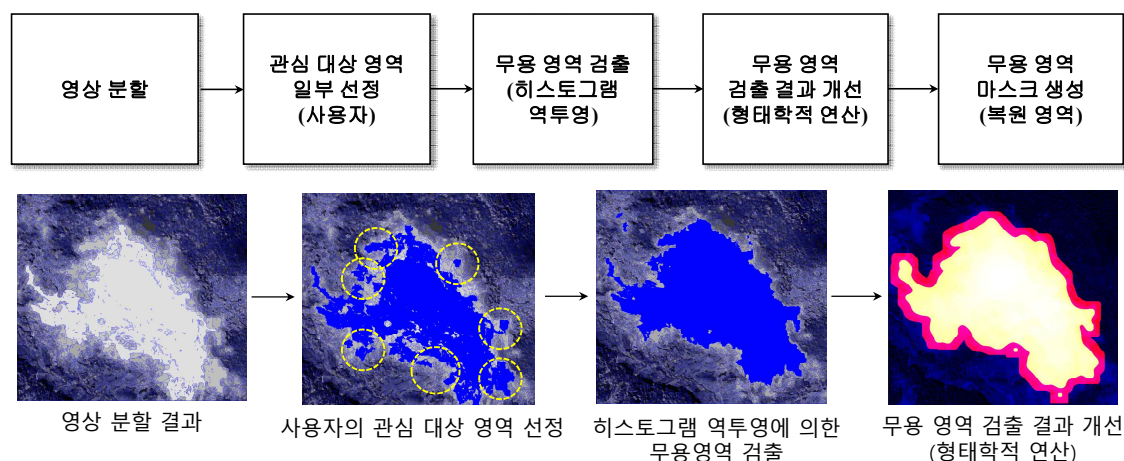 영상 분할
관심 대상 영역
일부 선정
(사용자)
무용 영역 검출
(히스토그램
역투영)
무용 영역
검출 결과 개선
(형태학적 연산)
무용 영역
마스크 생성
(복원 영역)
영상 분할 결과
사용자의 관심 대상 영역 선정
히스토그램 역투영에 의한
무용영역 검출
무용 영역 검출 결과 개선
(형태학적 연산)